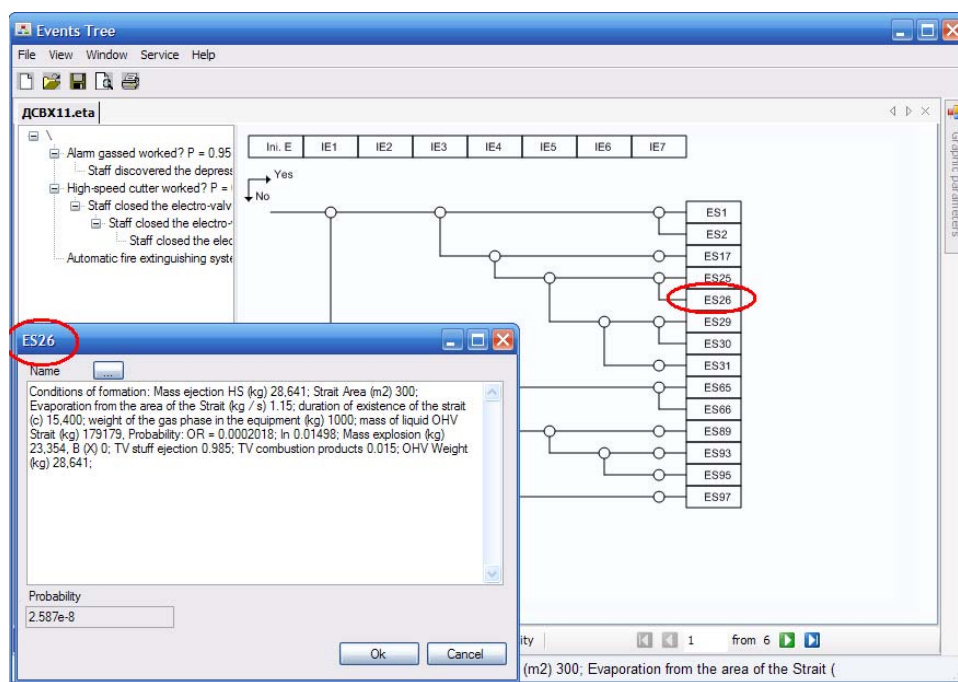 Events Tree
File View Window Service Help
ДСВХ11.eta
\
Alarm gassed worked? P = 0.95
Staff discovered the depress
High-speed cutter worked? P =
Staff closed the electro-valv
Staff closed the electro-
Staff closed the elec
Automatic fire extinguishing syste
Ini. E IE1 IE2 IE3 IE4 IE5 IE6 IE7
Yes
No
ES1
ES2
ES17
ES25
ES26
ES29
ES30
ES31
ES65
ES66
ES89
ES93
ES95
ES97
Graphic parameters
ES26
Name ...
Conditions of formation: Mass ejection HS (kg) 28,641; Strait Area (m2) 300;
Evaporation from the area of the Strait (kg / s) 1.15; duration of existence of the strait
(c) 15,400; weight of the gas phase in the equipment (kg) 1000; mass of liquid OHV
Strait (kg) 179179, Probability: OR = 0.0002018; In 0.01498; Mass explosion (kg)
23,354, B (X) 0; TV stuff ejection 0.985; TV combustion products 0.015; OHV Weight
(kg) 28,641;
Probability
2.587e-8
Ok Cancel
ity 1 from 6
(m2) 300; Evaporation from the area of the Strait (